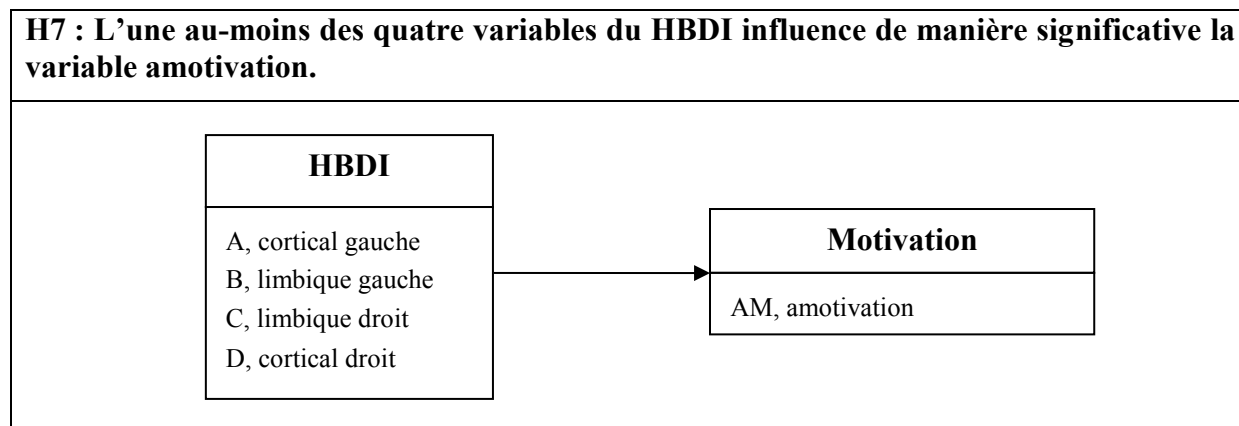 H7 : L’une au-moins des quatre variables du HBDI influence de manière significative la
variable amotivation.
HBDI
A, cortical gauche
B, limbique gauche
C, limbique droit
D, cortical droit
Motivation
AM, amotivation